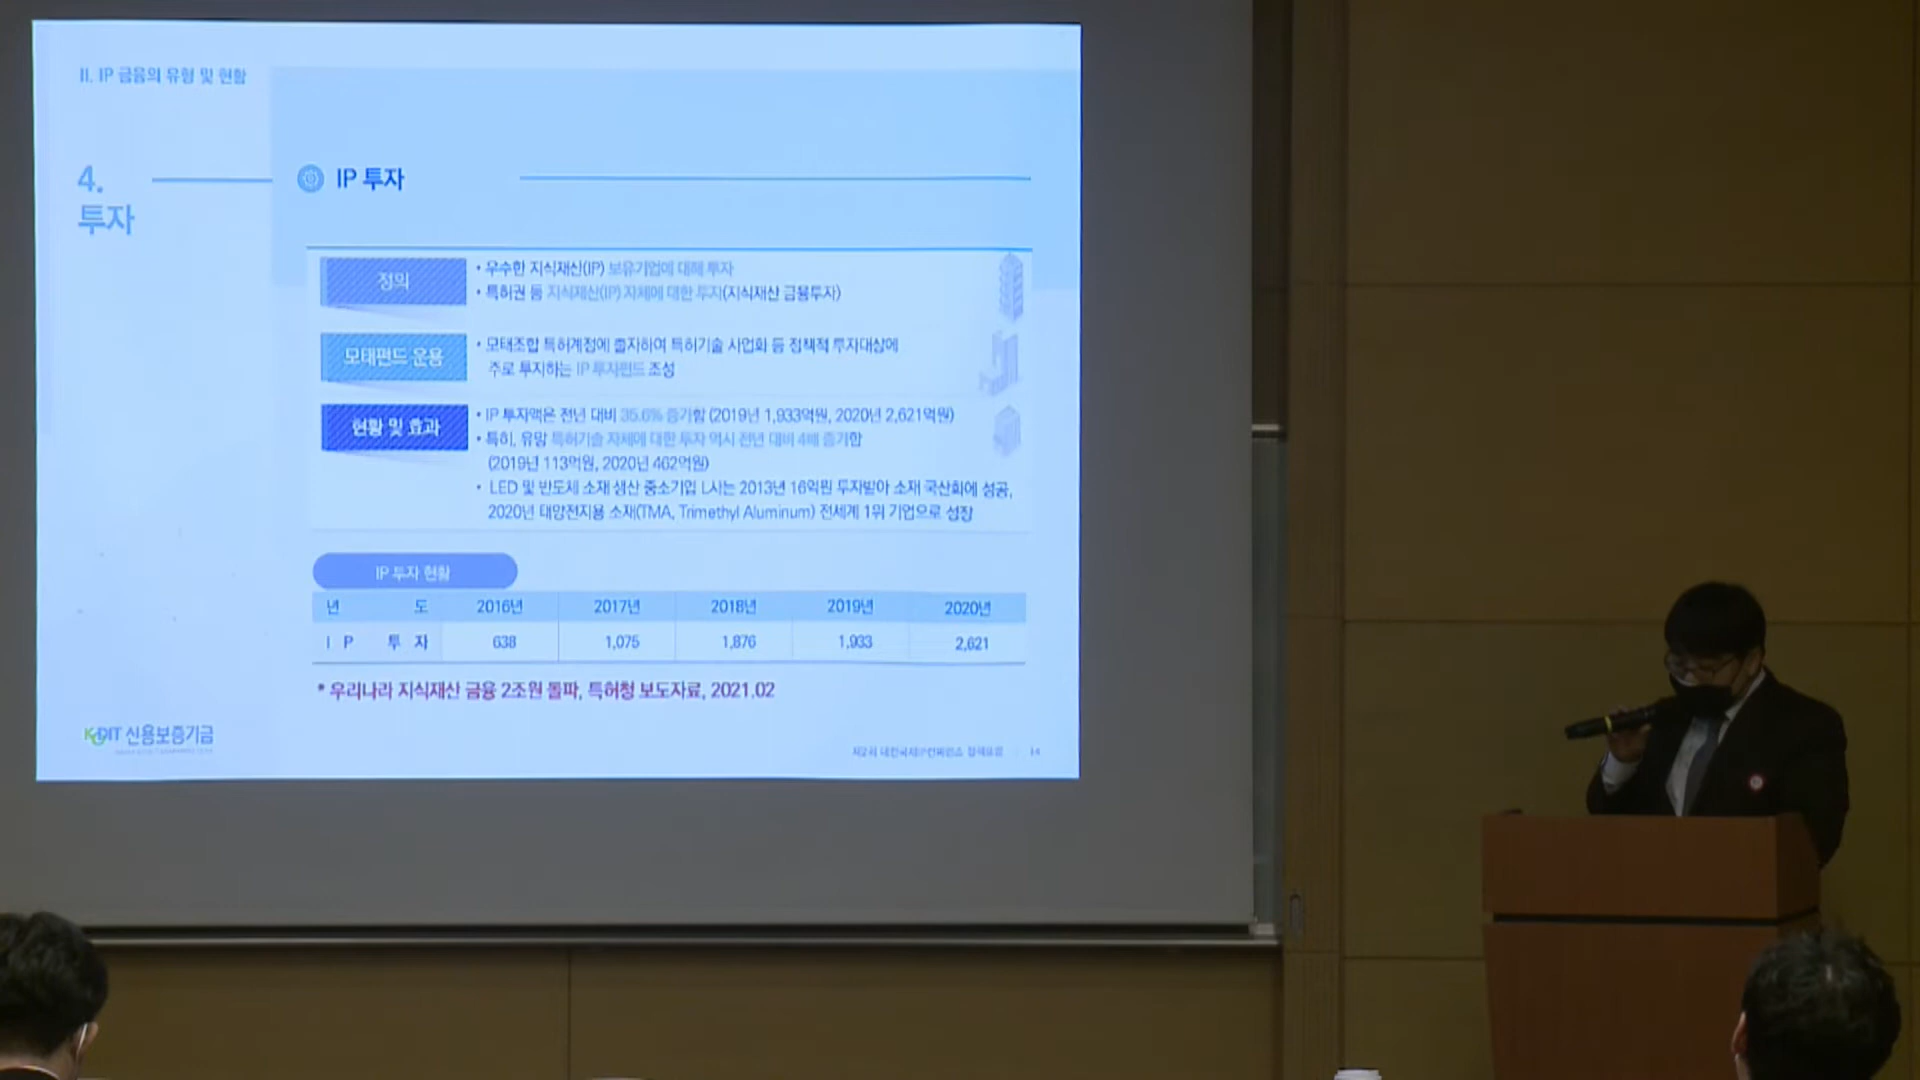 II. IP 금융의 유형 및 현황
4.
투자
IP 투자
정의
• 우수한 지식재산(IP) 보유기업에 대해 투자
• 특허권 등 지식재산(IP) 자체에 대한 투자(지식재산 금융투자)
모태펀드 운용
• 모태조합 특허계정에 출자하여 특허기술 사업화 등 정책적 투자대상에
주로 투자하는 IP 투자펀드 조성
현황 및 효과
• IP 투자액은 전년 대비 35.6% 증가함 (2019년 1,933억원, 2020년 2,621억원)
• 특히, 유망 특허기술 자체에 대한 투자 역시 전년 대비 4배 증가함
(2019년 113억원, 2020년 462억원)
• LED 및 반도체 소재 생산 중소기업 L사는 2013년 16억원 투자받아 소재 국산화에 성공,
2020년 태양전지용 소재(TMA, Trimethyl Aluminum) 전세계 1위 기업으로 성장
IP 투자 현황
년 도 2016년 2017년 2018년 2019년 2020년
I P 투 자 638 1,075 1,876 1,933 2,621
* 우리나라 지식재산 금융 2조원 돌파, 특허청 보도자료, 2021.02
KODIT 신용보증기금
14